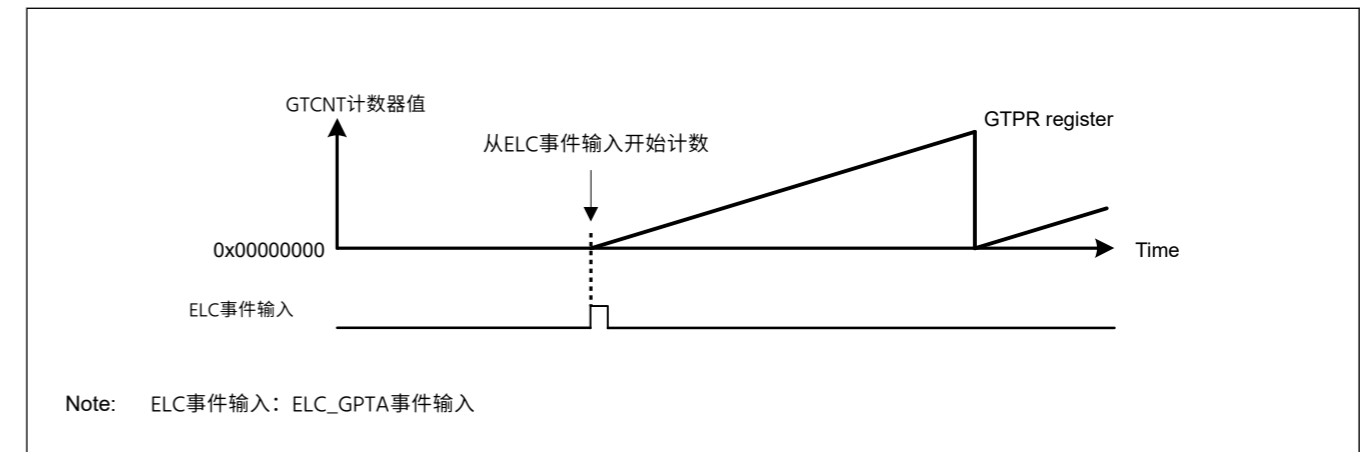 GTCNT计数器值
GTPR register
从ELC事件输入开始计数
0x00000000
Time
ELC事件输入
Note: ELC事件输入：ELC_GPTA事件输入